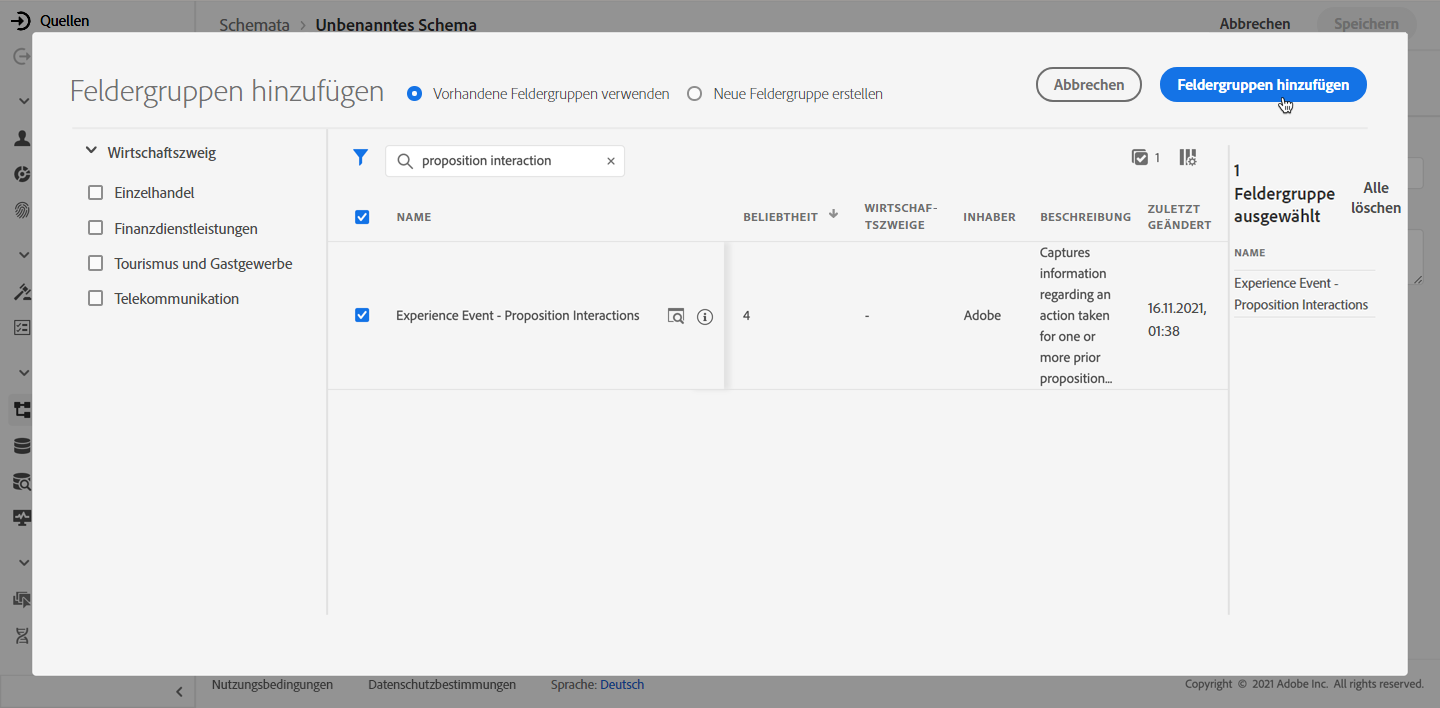 Quellen
Schemata > Unbenanntes Schema
Abbrechen
Speichern
Feldergruppen hinzufügen
Vorhandene Feldergruppen verwenden
Neue Feldergruppe erstellen
Abbrechen
Feldergruppen hinzufügen
Wirtschaftszweig
Einzelhandel
Finanzdienstleistungen
Tourismus und Gastgewerbe
Telekommunikation
proposition interaction
1
NAME
BELIEBTHEIT
WIRTSCHAF-
TSZWEIGE
INHABER
BESCHREIBUNG
ZULETZT
GEÄNDERT
Experience Event - Proposition Interactions
4
-
Adobe
Captures
information
regarding an
action taken
for one or
more prior
proposition...
16.11.2021,
01:38
1
Feldergruppe
ausgewählt
Alle
löschen
NAME
Experience Event -
Proposition Interactions
Nutzungsbedingungen
Datenschutzbestimmungen
Sprache: Deutsch
Copyright © 2021 Adobe Inc. All rights reserved.